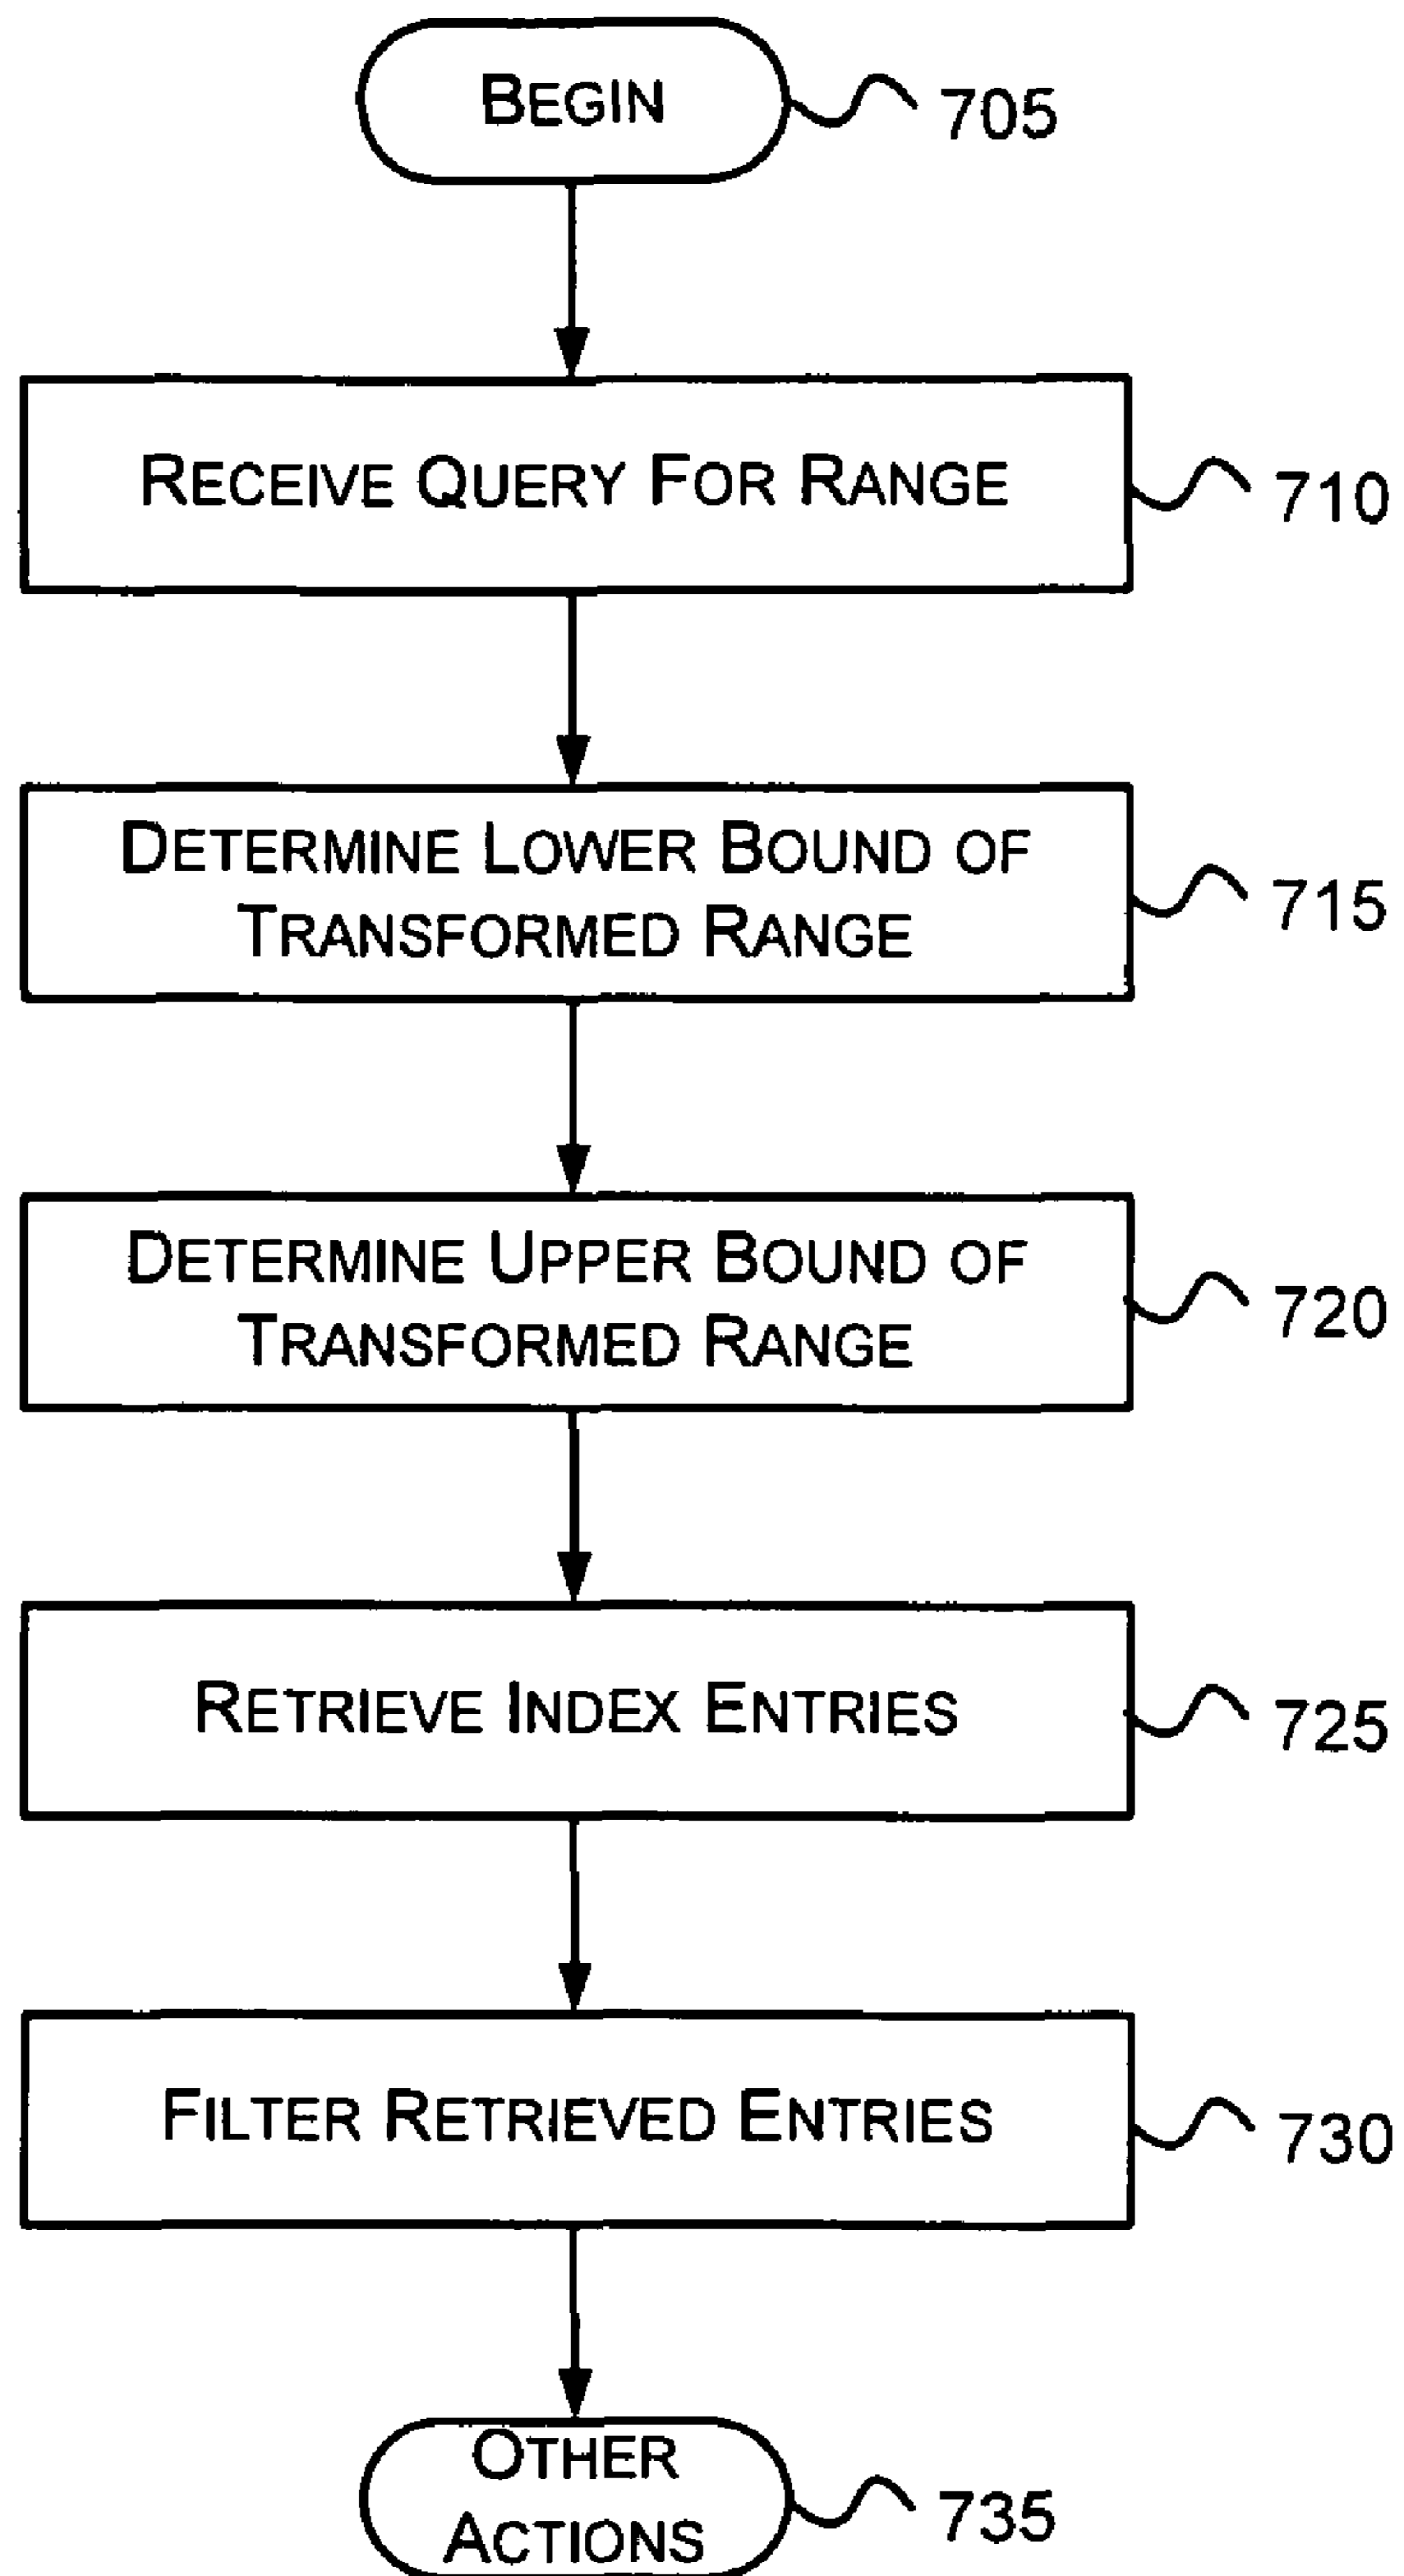 BEGIN
705
RECEIVE QUERY FOR RANGE
710
DETERMINE LOWER BOUND OF
TRANSFORMED RANGE
715
DETERMINE UPPER BOUND OF
TRANSFORMED RANGE
720
RETRIEVE INDEX ENTRIES
725
FILTER RETRIEVED ENTRIES
730
OTHER
ACTIONS
735